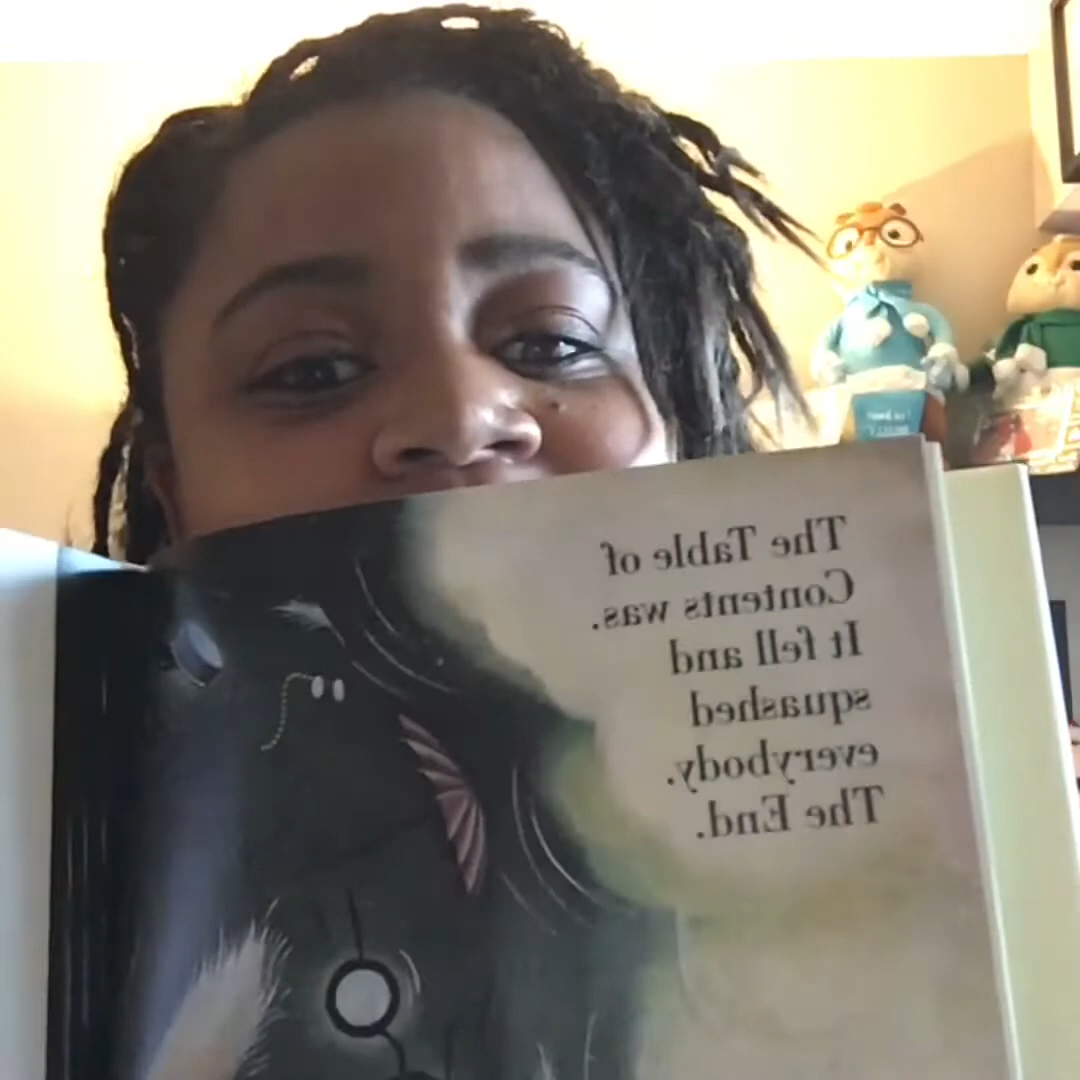 The Table of
Contents was.
It fell and
squashed
everybody.
The End.